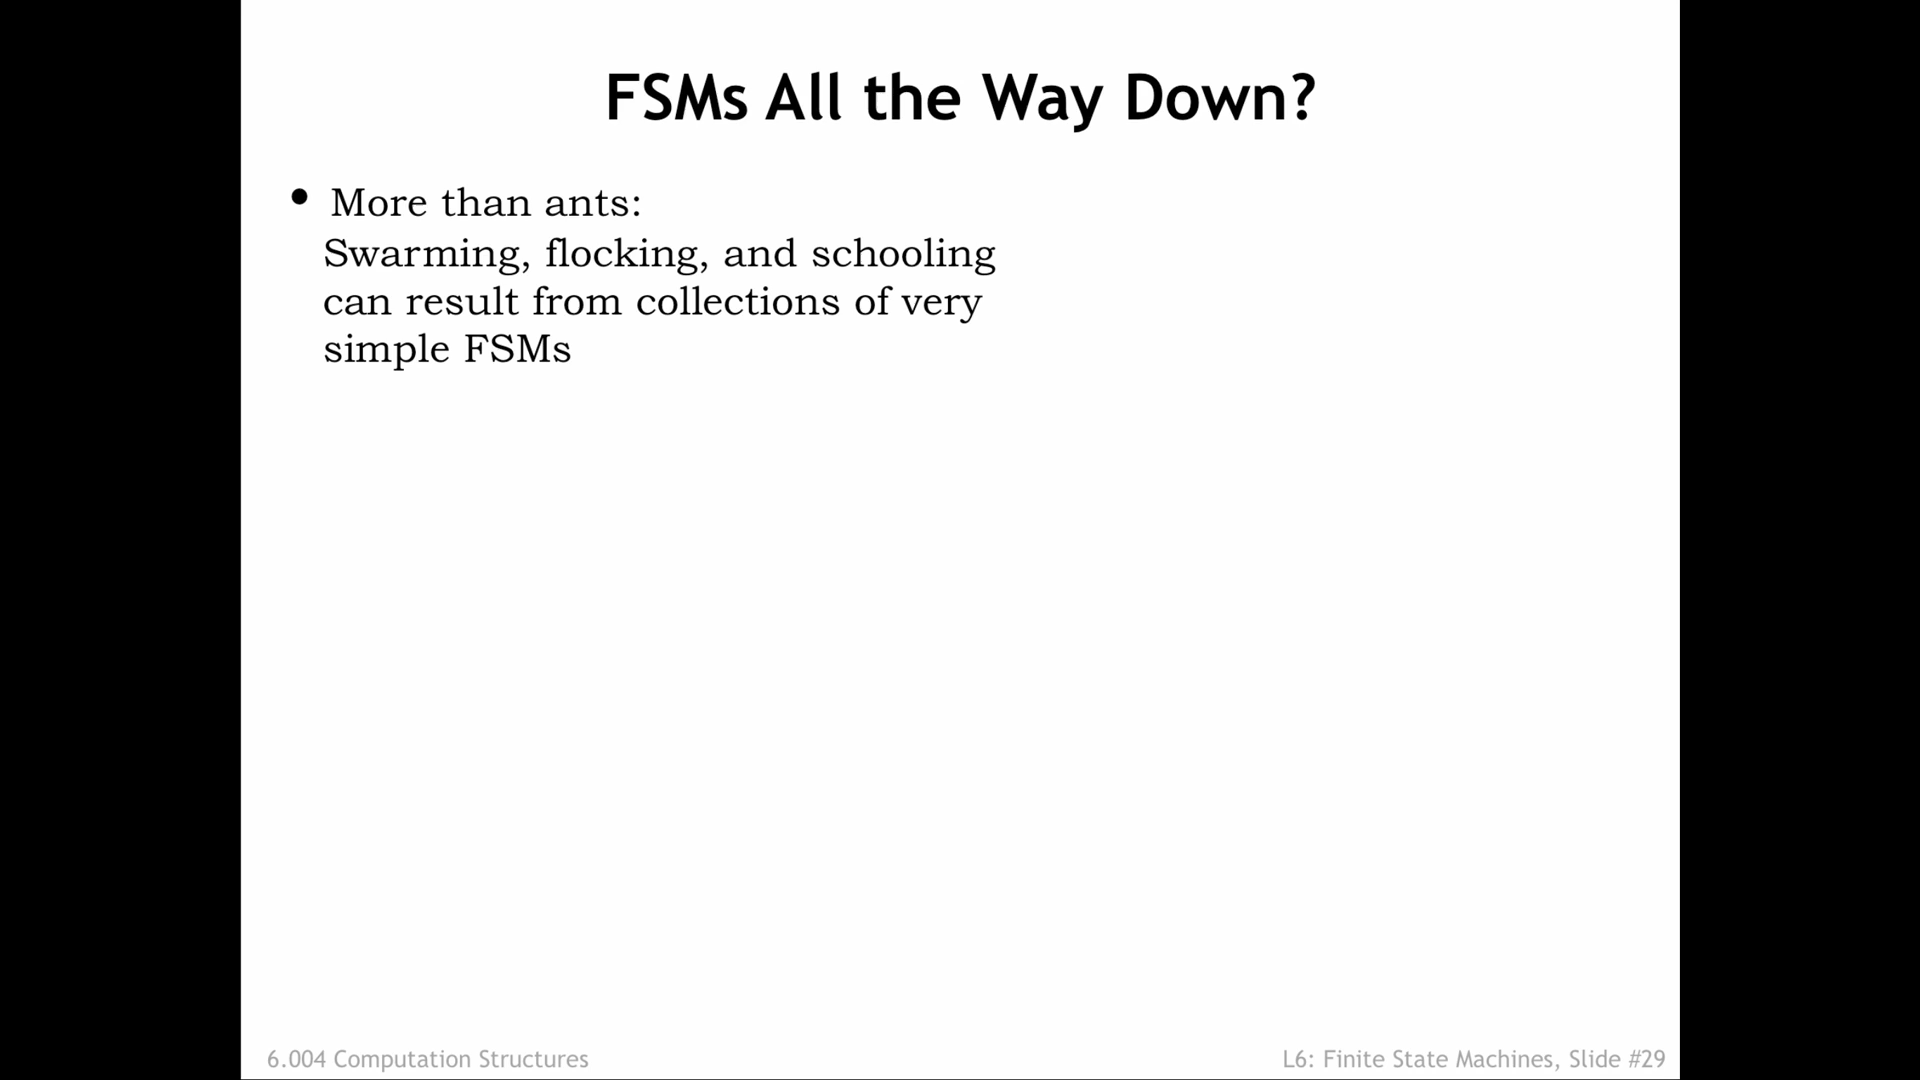 FSMs All the Way Down?
• More than ants:
Swarming, flocking, and schooling
can result from collections of very
simple FSMs
6.004 Computation Structures
L6: Finite State Machines, Slide #29